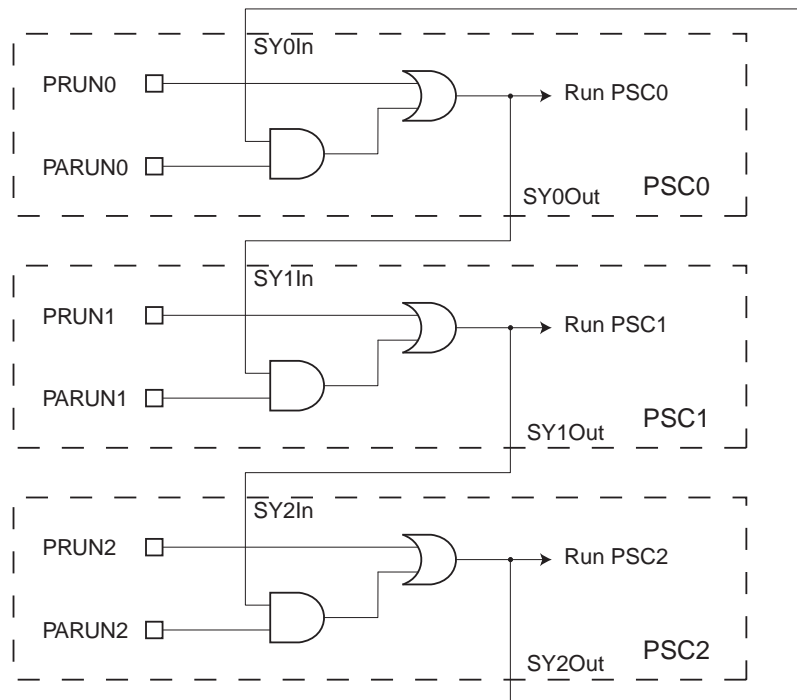 SY0In
PRUN0
Run PSC0
PARUN0
PSC0
SY0Out
SY1In
PRUN1
Run PSC1
PARUN1
PSC1
SY1Out
SY2In
PRUN2
Run PSC2
PARUN2
PSC2
SY2Out